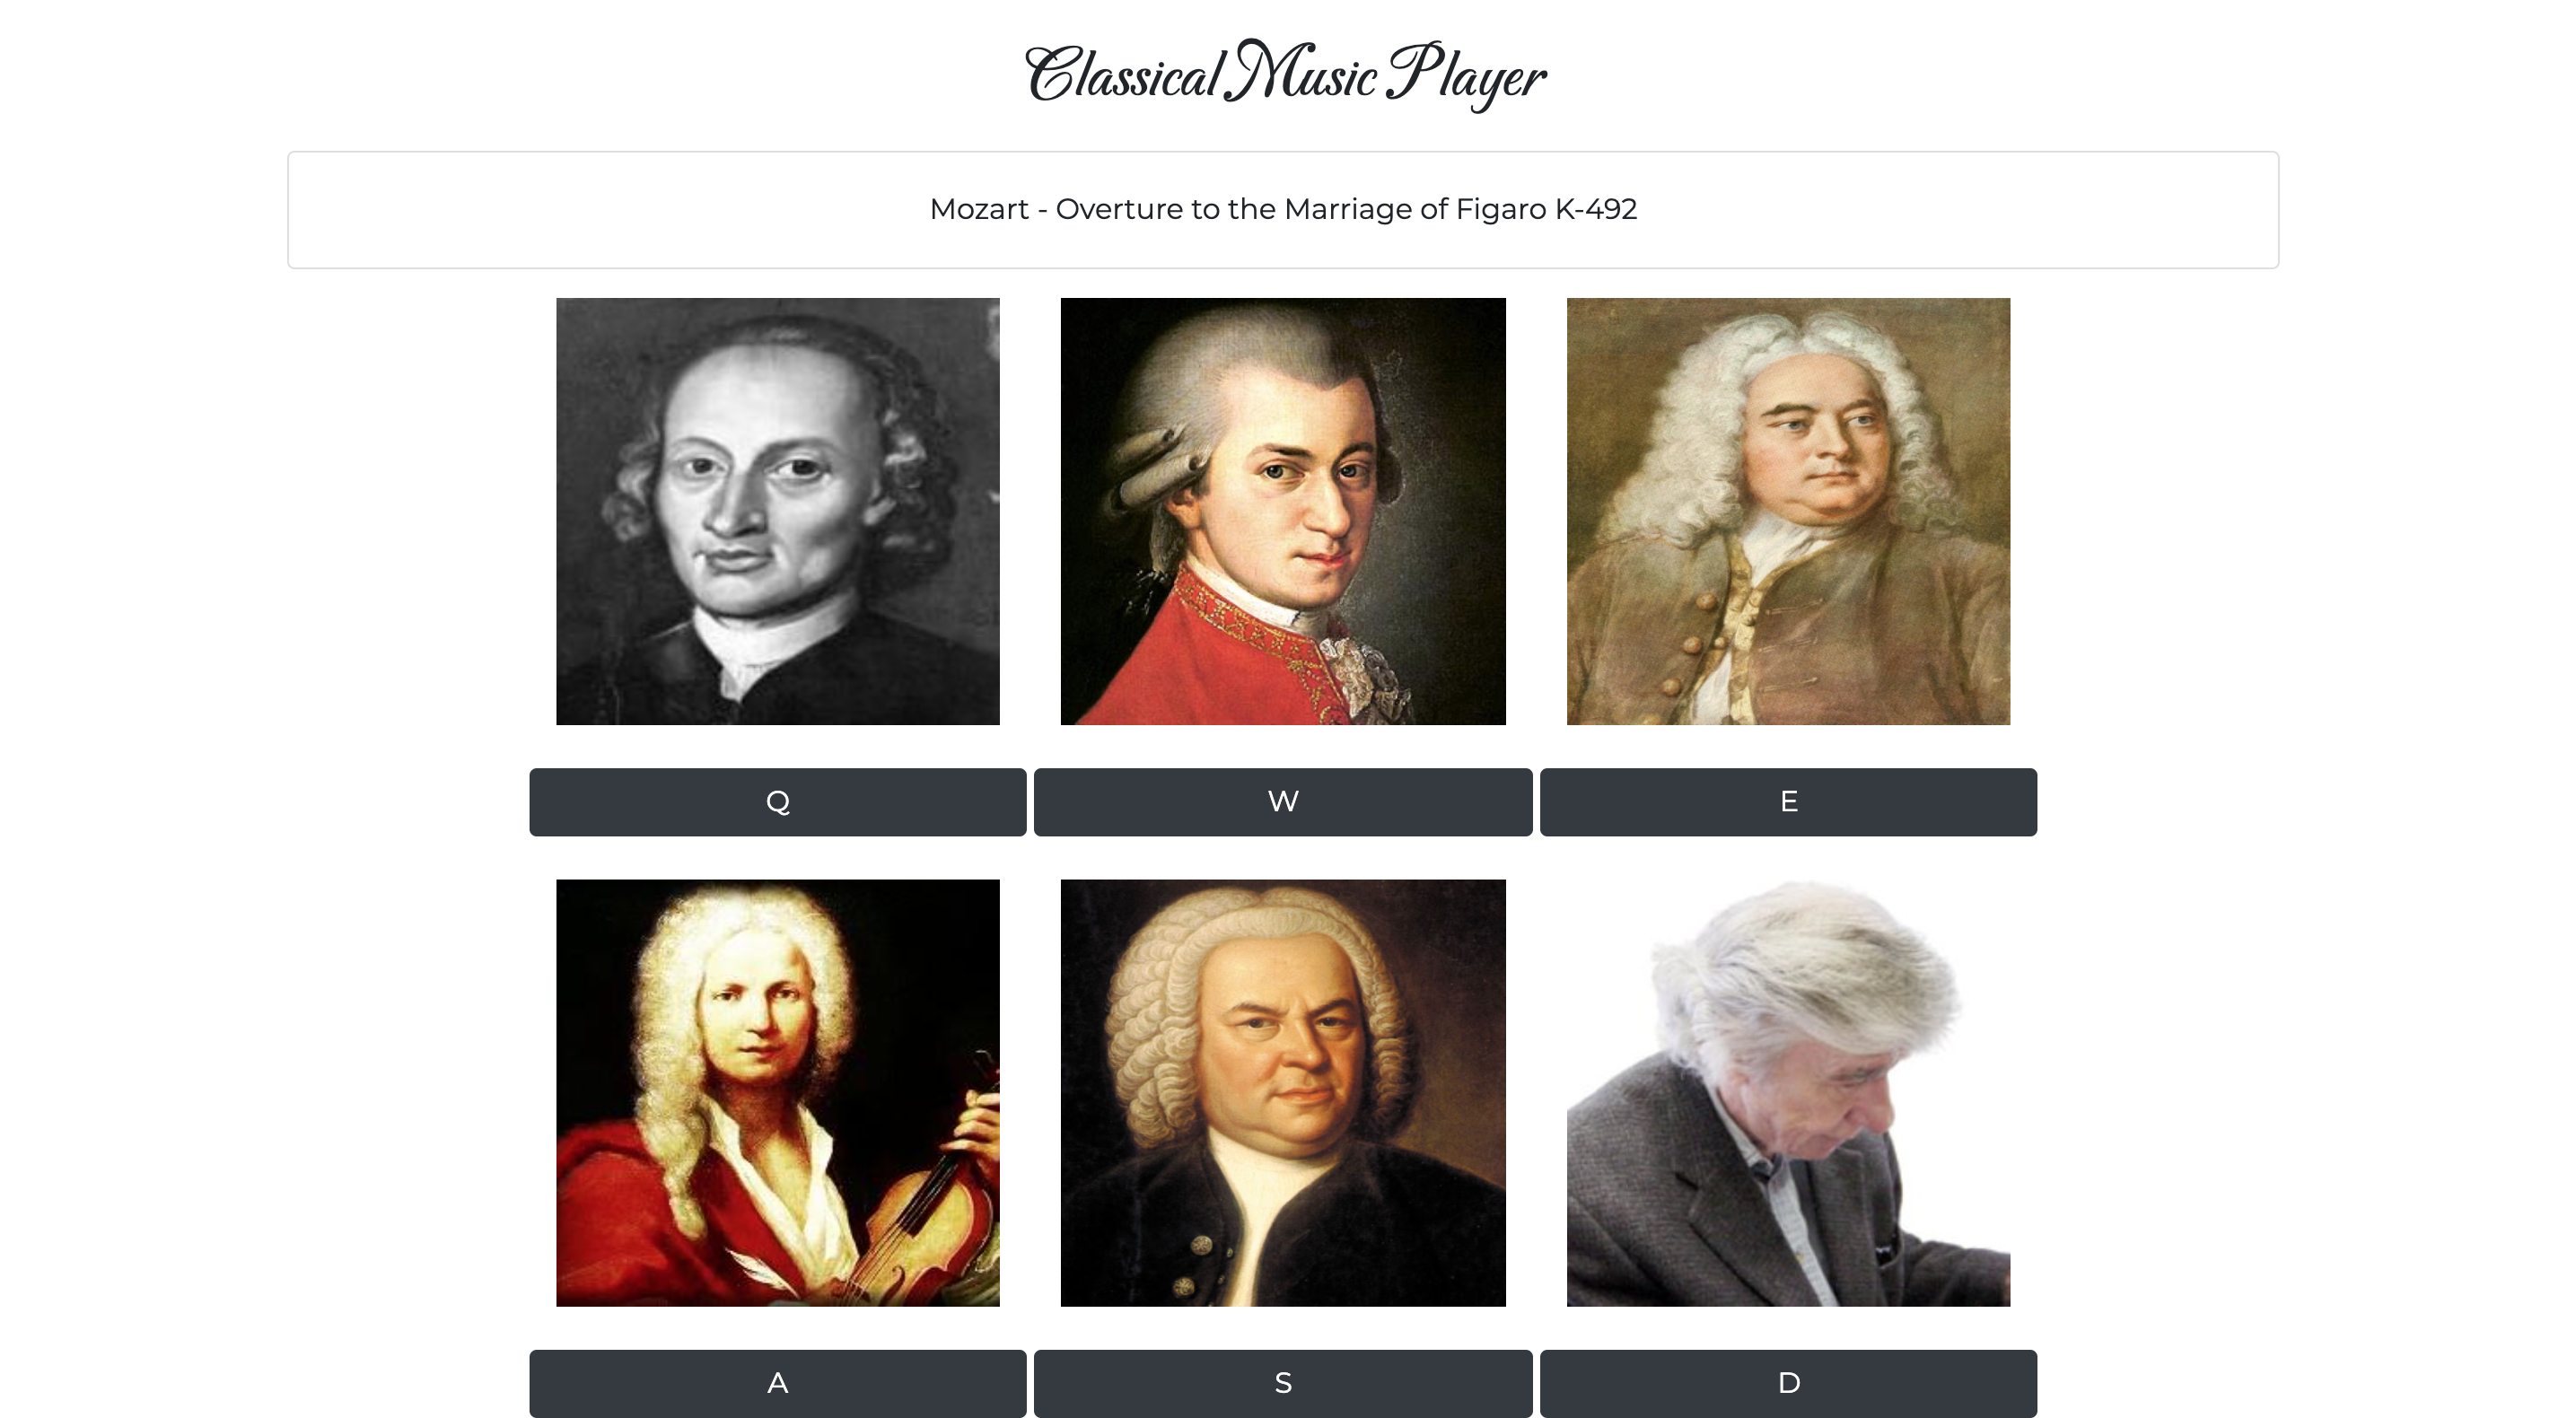 Classical Music Player
Mozart - Overture to the Marriage of Figaro K-492
Q
W
E
A
S
D